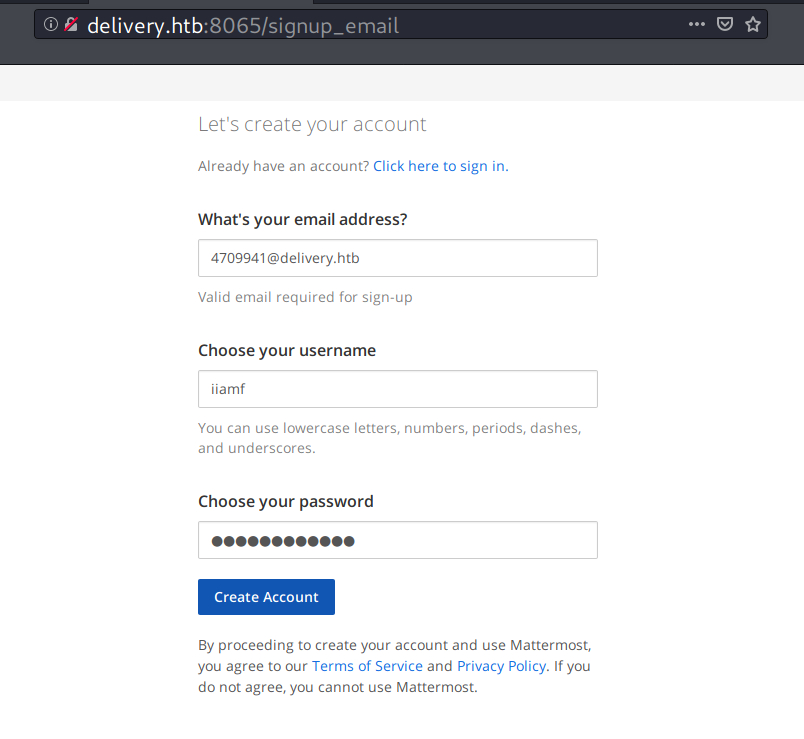 delivery.htb:8065/signup_email
Let's create your account
Already have an account? Click here to sign in.
What's your email address?
4709941@delivery.htb
Valid email required for sign-up
Choose your username
iiamf
You can use lowercase letters, numbers, periods, dashes,
and underscores.
Choose your password
●●●●●●●●●●●●
Create Account
By proceeding to create your account and use Mattermost,
you agree to our Terms of Service and Privacy Policy. If you
do not agree, you cannot use Mattermost.